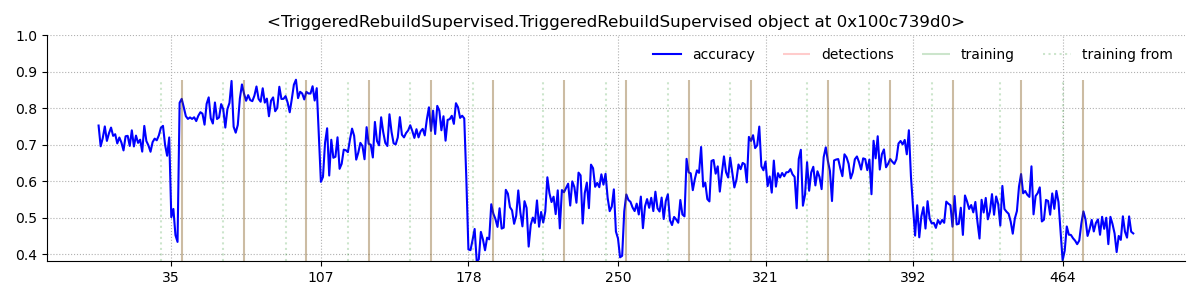 <TriggeredRebuildSupervised.TriggeredRebuildSupervised object at 0x100c739d0>
accuracy detections training training from
1.0
0.9
0.8
0.7
0.6
0.5
0.4
35 107 178 250 321 392 464